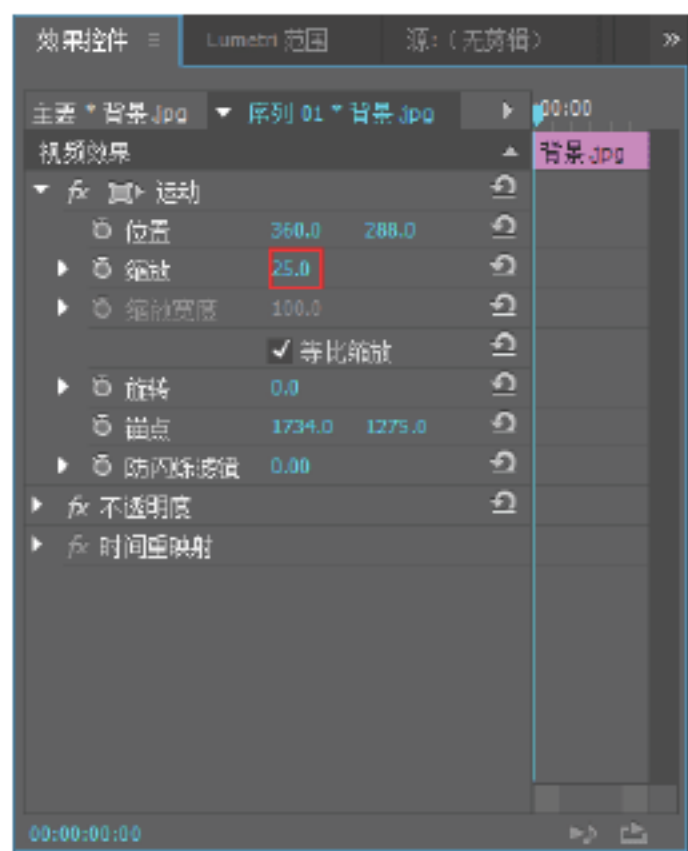 效果控件 Lumetri 范围 源:(无剪辑)
主要 * 背景.jpg 序列 01 * 背景.jpg 00:00
视频效果 背景.jpg
fx 运动
位置 360.0 288.0
缩放 25.0
缩放宽度 100.0
等比缩放
旋转 0.0
锚点 1734.0 1275.0
防闪烁滤镜 0.00
fx 不透明度
fx 时间重映射
00:00:00:00